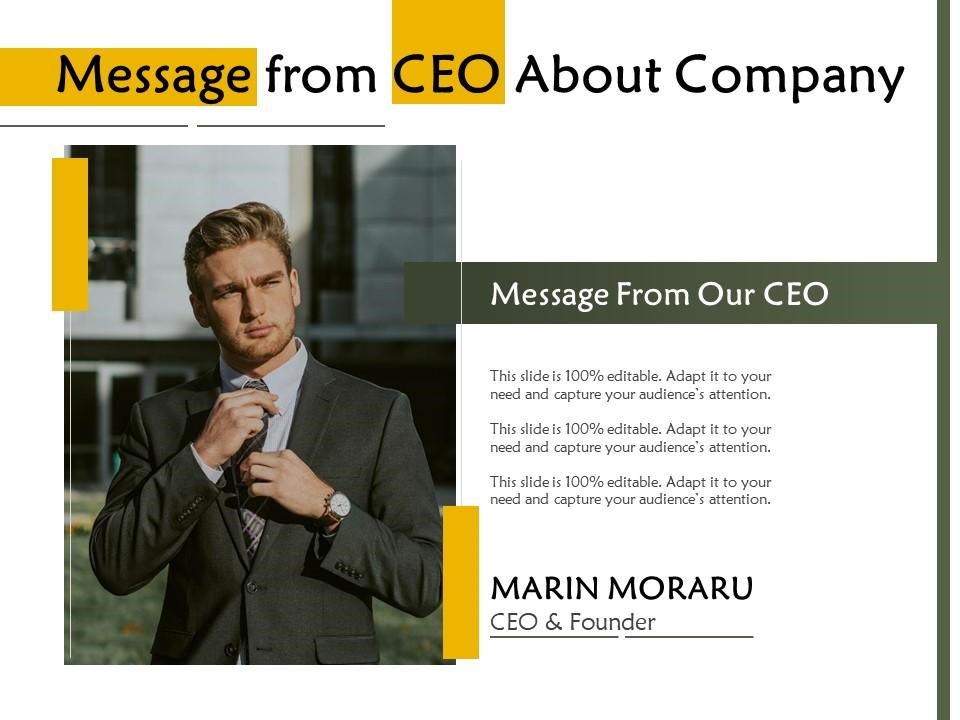 Message from CEO About Company
Message From Our CEO
This slide is 100% editable. Adapt it to your
need and capture your audience's attention.
This slide is 100% editable. Adapt it to your
need and capture your audience's attention.
This slide is 100% editable. Adapt it to your
need and capture your audience's attention.
MARIN MORARU
CEO & Founder